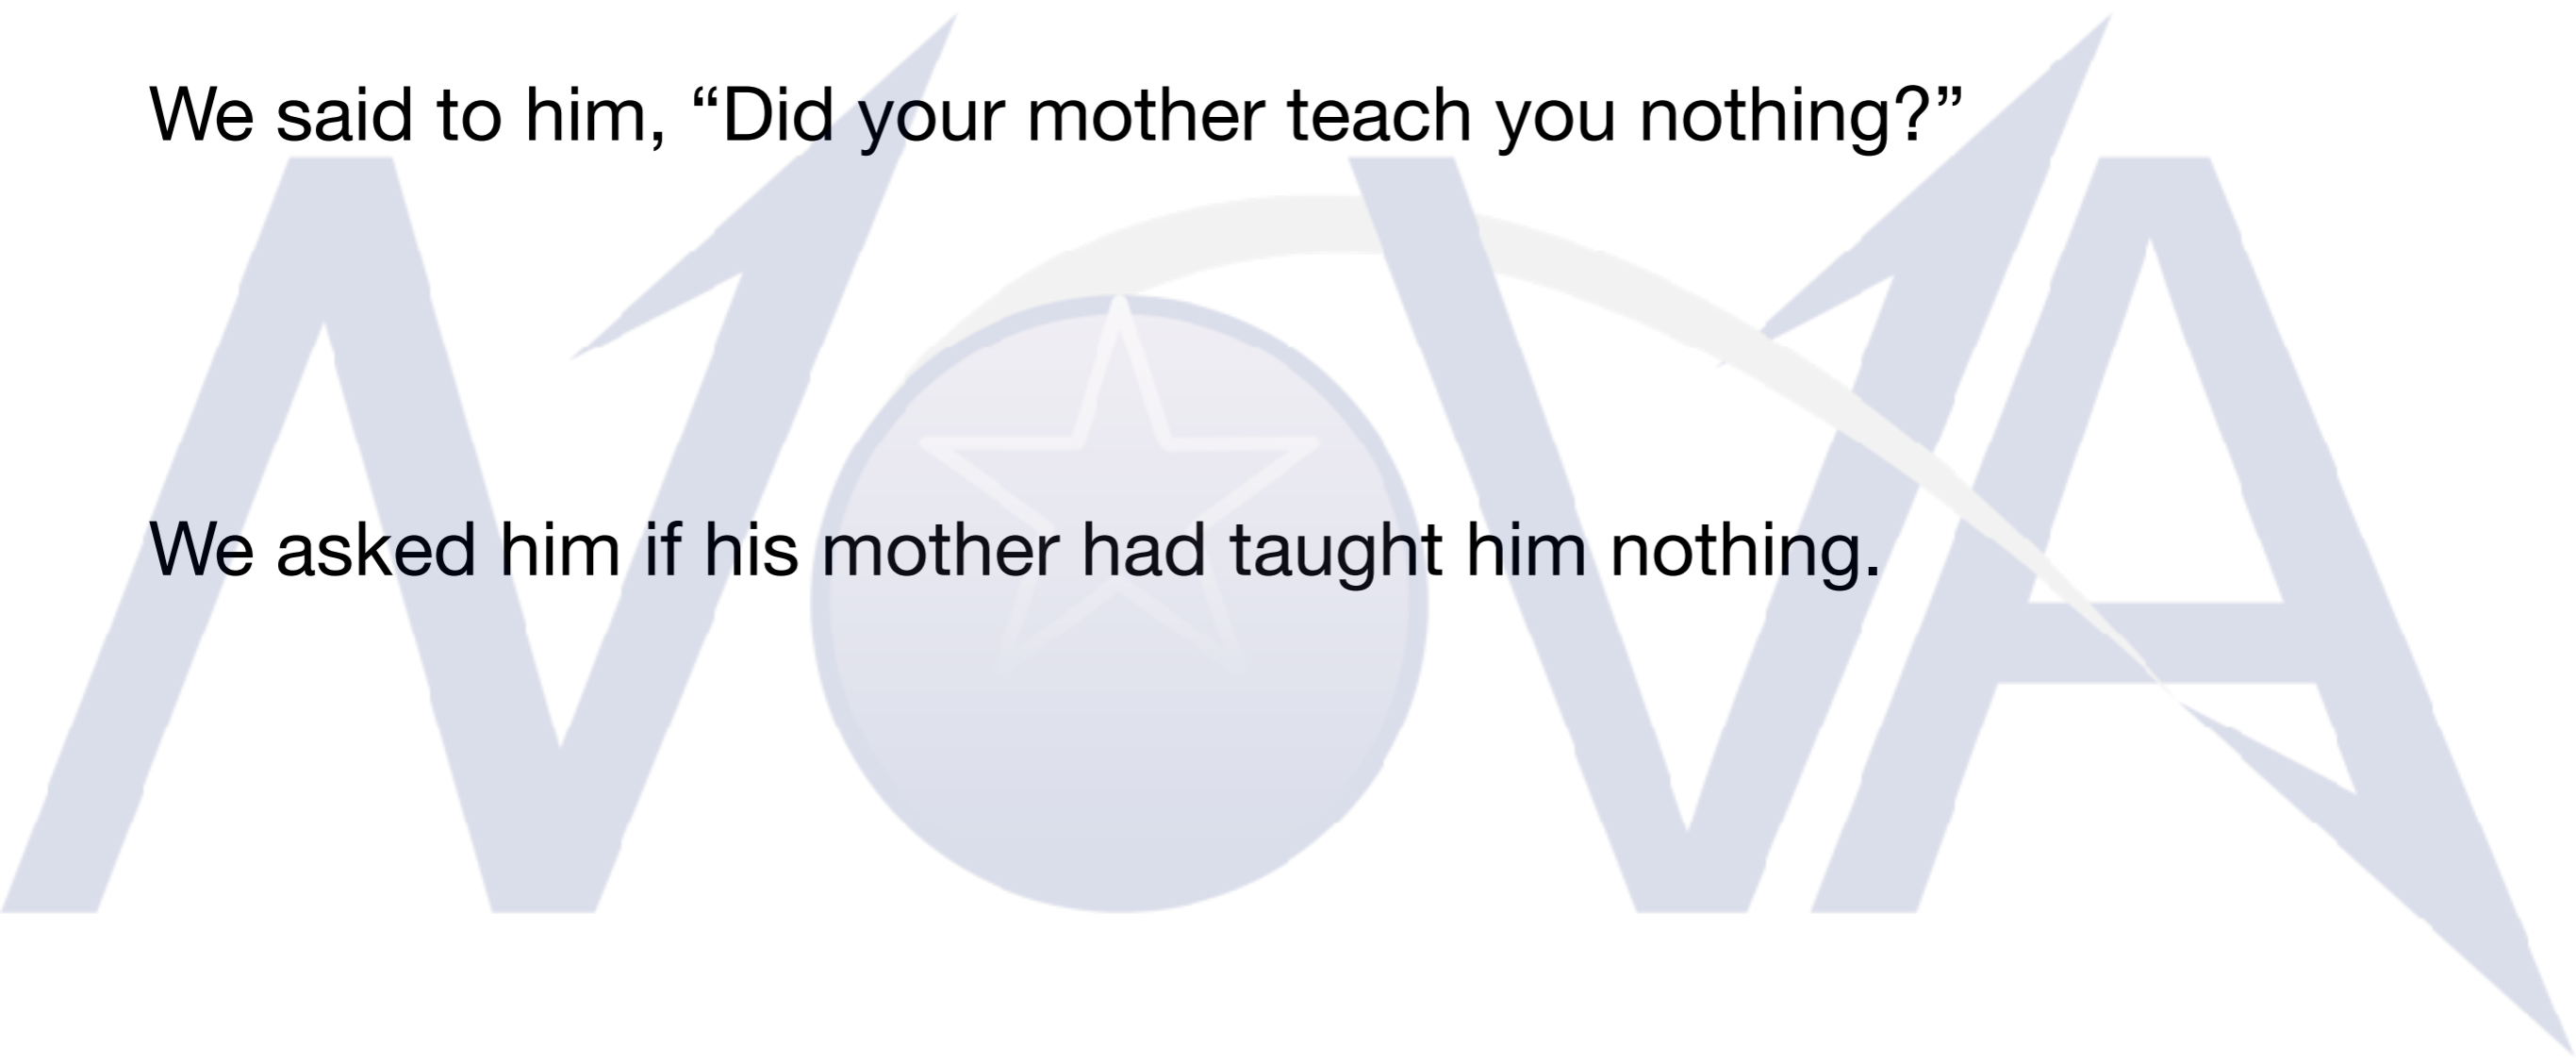 We said to him, “Did your mother teach you nothing?”
We asked him if his mother had taught him nothing.
NOVA